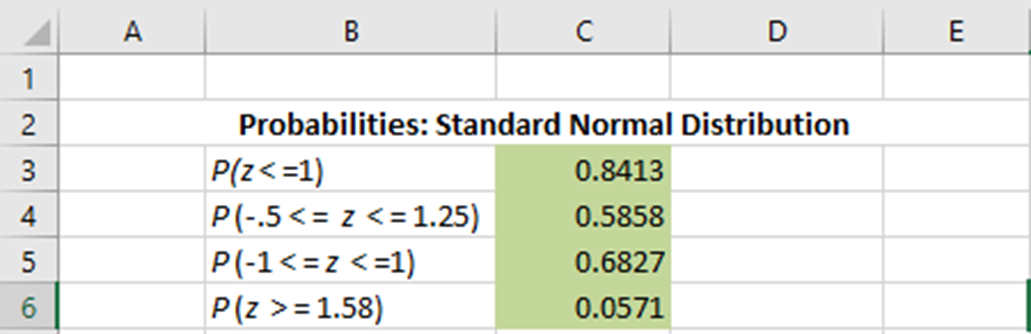 A B C D E
1
2 Probabilities: Standard Normal Distribution
3 P(z< =1) 0.8413
4 P(-.5 <= z <= 1.25) 0.5858
5 P(-1 <= z <=1) 0.6827
6 P(z >= 1.58) 0.0571